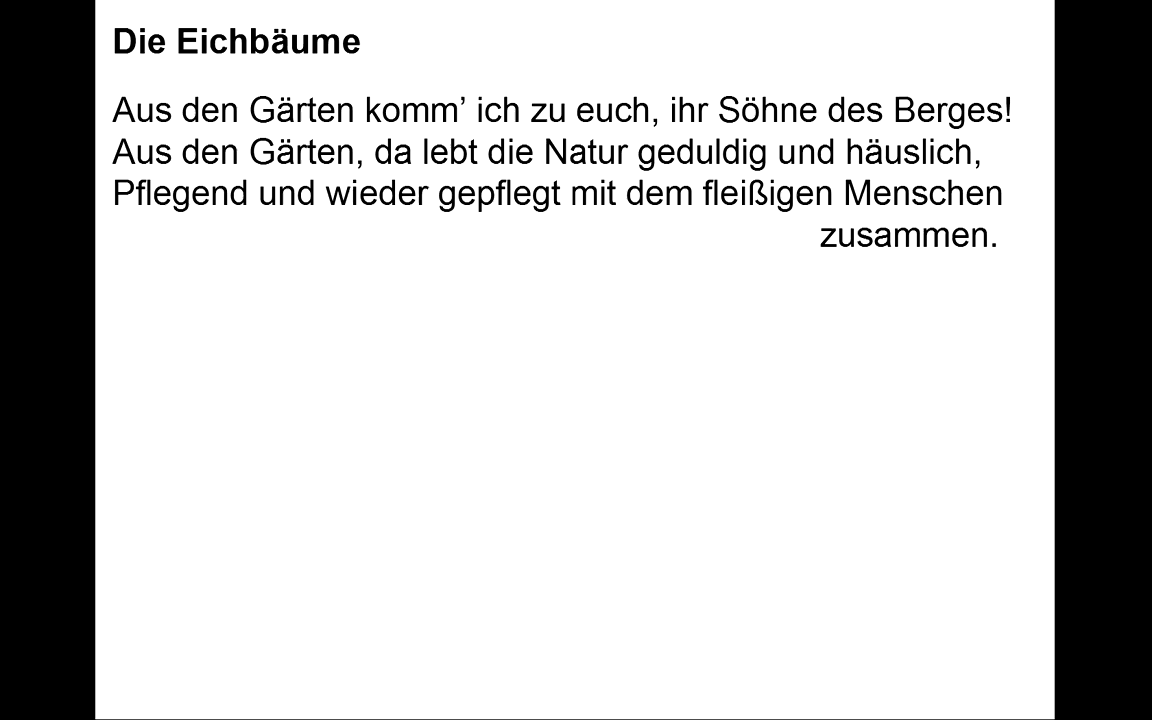 Die Eichbäume
Aus den Gärten komm’ ich zu euch, ihr Söhne des Berges!
Aus den Gärten, da lebt die Natur geduldig und häuslich,
Pflegend und wieder gepflegt mit dem fleißigen Menschen
zusammen.